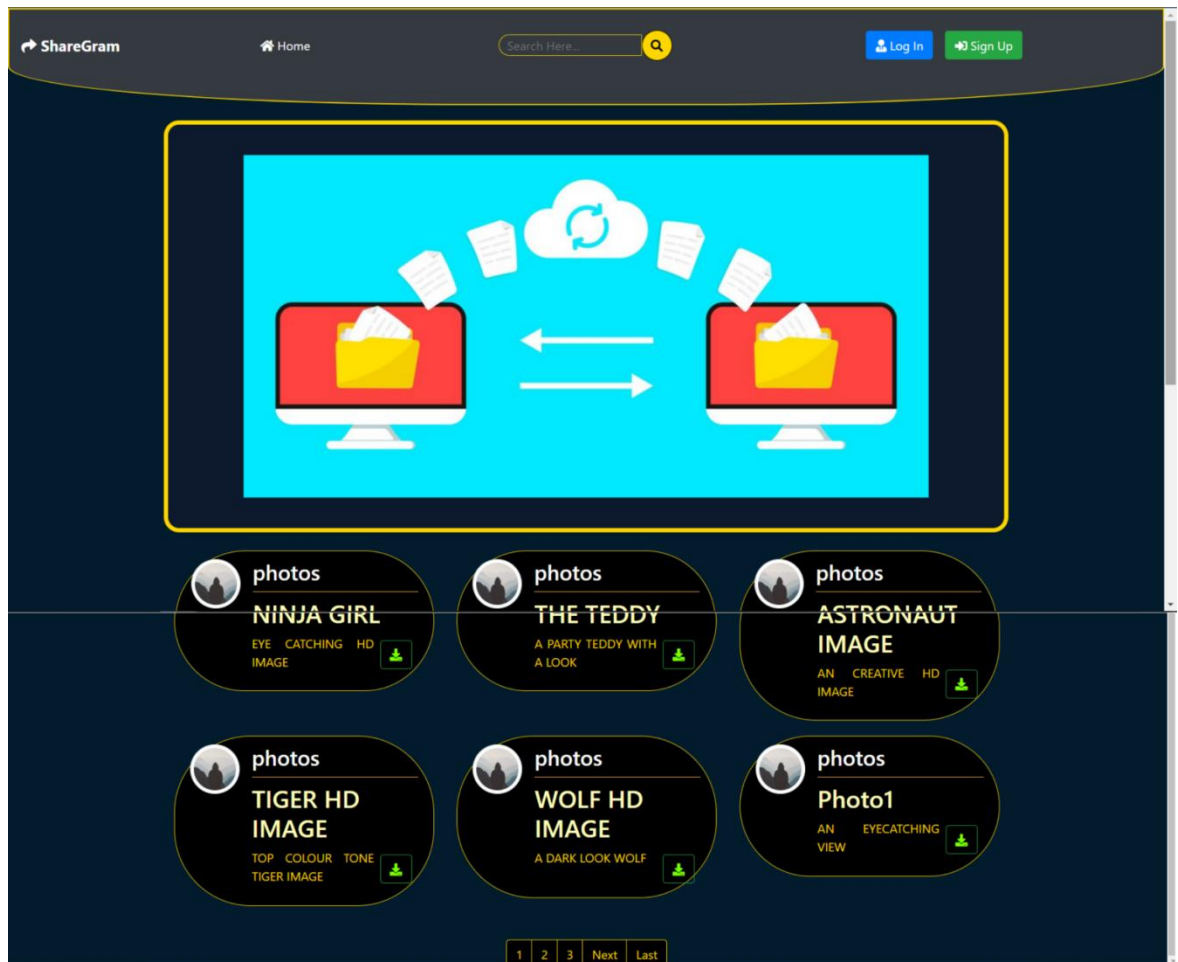 ShareGram
Home
Search Here...
Log In
Sign Up
photos
NINJA GIRL
EYE CATCHING HD
IMAGE
photos
THE TEDDY
A PARTY TEDDY WITH
A LOOK
photos
ASTRONAUT
IMAGE
AN CREATIVE HD
IMAGE
photos
TIGER HD
IMAGE
TOP COLOUR TONE
TIGER IMAGE
photos
WOLF HD
IMAGE
A DARK LOOK WOLF
photos
Photo1
AN EYECATCHING
VIEW
1 2 3 Next Last